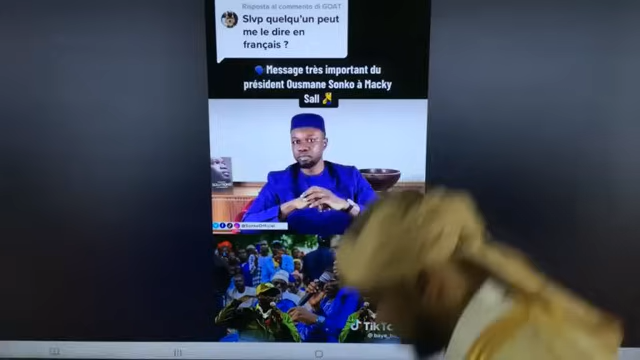 Risposta al commento di GOAT
Slvp quelqu'un peut
me le dire en
français ?
Message très important du
président Ousmane Sonko à Macky
Sall
TikTo